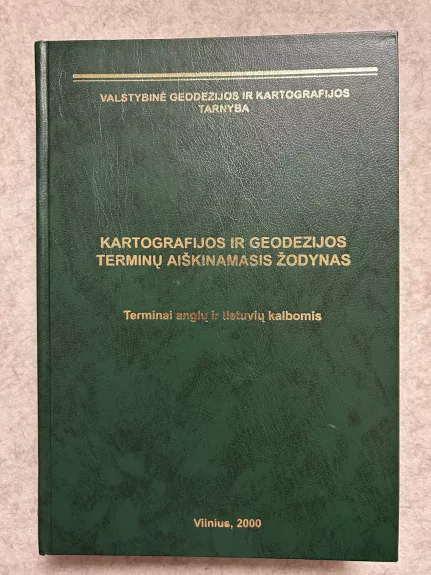 VALSTYBINĖ GEODEZIJOS IR KARTOGRAFIJOS
TARNYBA
KARTOGRAFIJOS IR GEODEZIJOS
TERMINŲ AIŠKINAMASIS ŽODYNAS
Terminai anglų ir lietuvių kalbomis
Vilnius, 2000